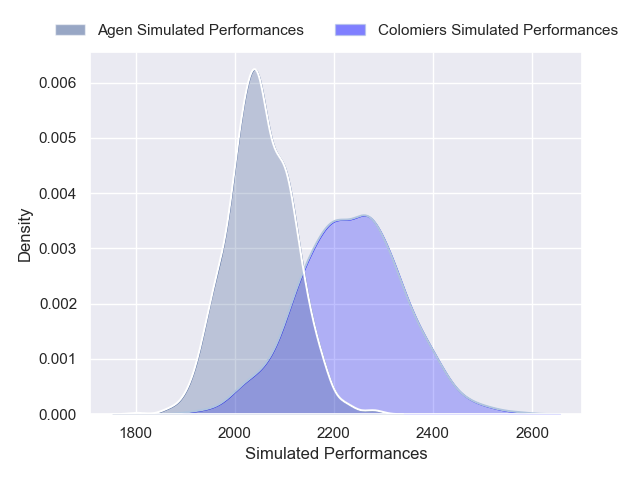 Agen Simulated Performances
Colomiers Simulated Performances
0.006
0.005
0.004
0.003
0.002
0.001
0.000
Density
1800 2000 2200 2400 2600
Simulated Performances